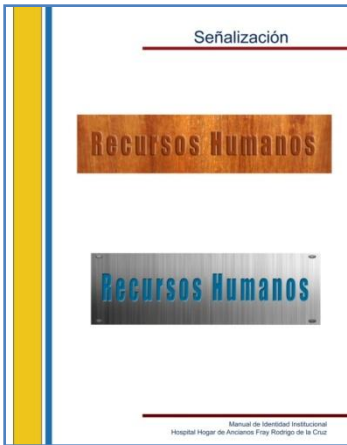 Señalización
Recursos Humanos
Recursos Humanos
Manual de Identidad Institucional
Hospital Hogar de Ancianos Fray Rodrigo de la Cruz